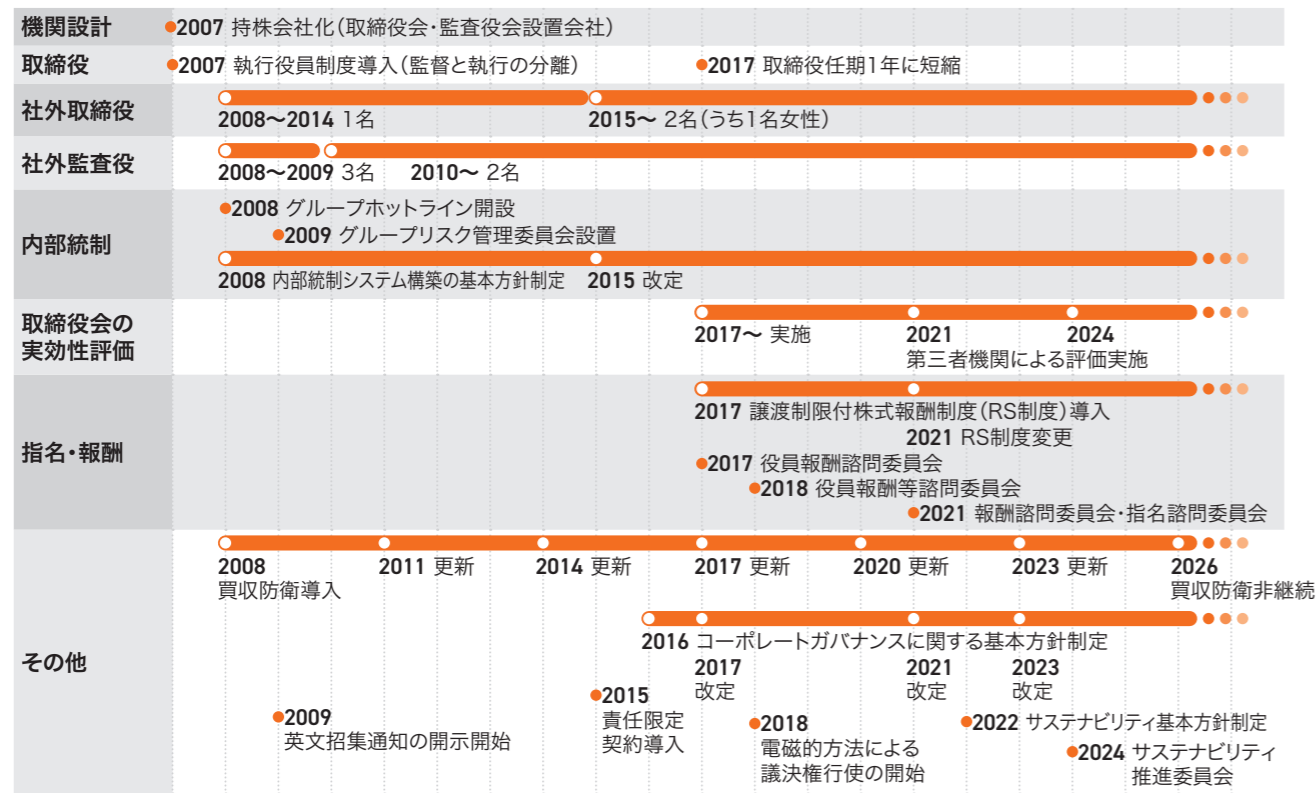 機関設計
2007 持株会社化(取締役会・監査役会設置会社)
取締役
2007 執行役員制度導入(監督と執行の分離)
2017 取締役任期1年に短縮
社外取締役
2008〜2014 1名
2015〜 2名(うち1名女性)
社外監査役
2008〜2009 3名
2010〜 2名
内部統制
2008 グループホットライン開設
2009 グループリスク管理委員会設置
2008 内部統制システム構築の基本方針制定
2015 改定
取締役会の
実効性評価
2017〜 実施
2021
2024
第三者機関による評価実施
指名・報酬
2017 譲渡制限付株式報酬制度(RS制度)導入
2021 RS制度変更
2017 役員報酬諮問委員会
2018 役員報酬等諮問委員会
2021 報酬諮問委員会・指名諮問委員会
その他
2008
買収防衛導入
2011 更新
2014 更新
2017 更新
2020 更新
2023 更新
2026
買収防衛非継続
2016 コーポレートガバナンスに関する基本方針制定
2017
改定
2021
改定
2023
改定
2009
英文招集通知の開示開始
2015
責任限定
契約導入
2018
電磁的方法による
議決権行使の開始
2022 サステナビリティ基本方針制定
2024 サステナビリティ
推進委員会